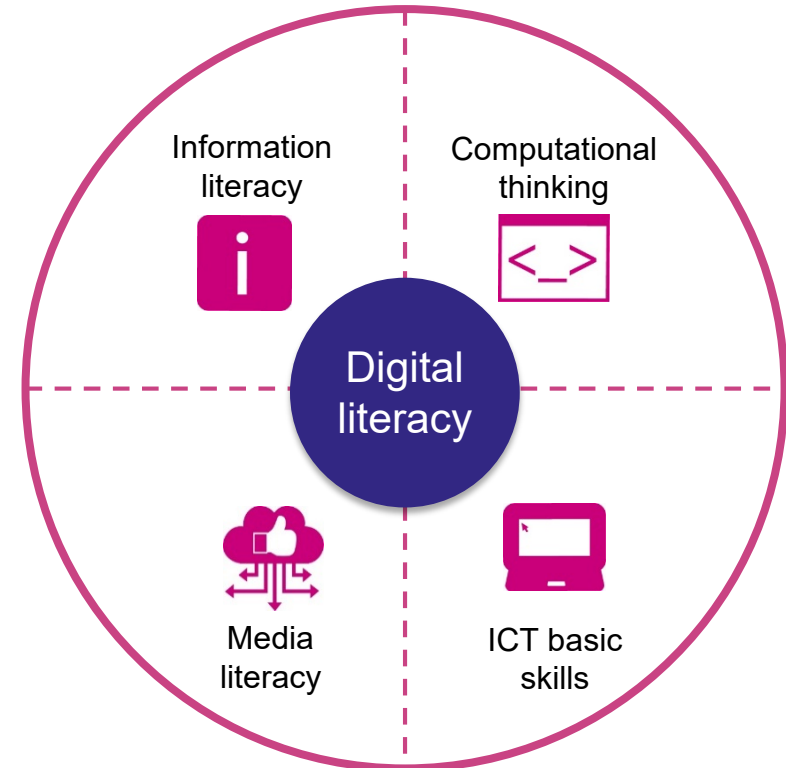 Information
literacy
i
Computational
thinking
<_>
Digital
literacy
Media
literacy
ICT basic
skills